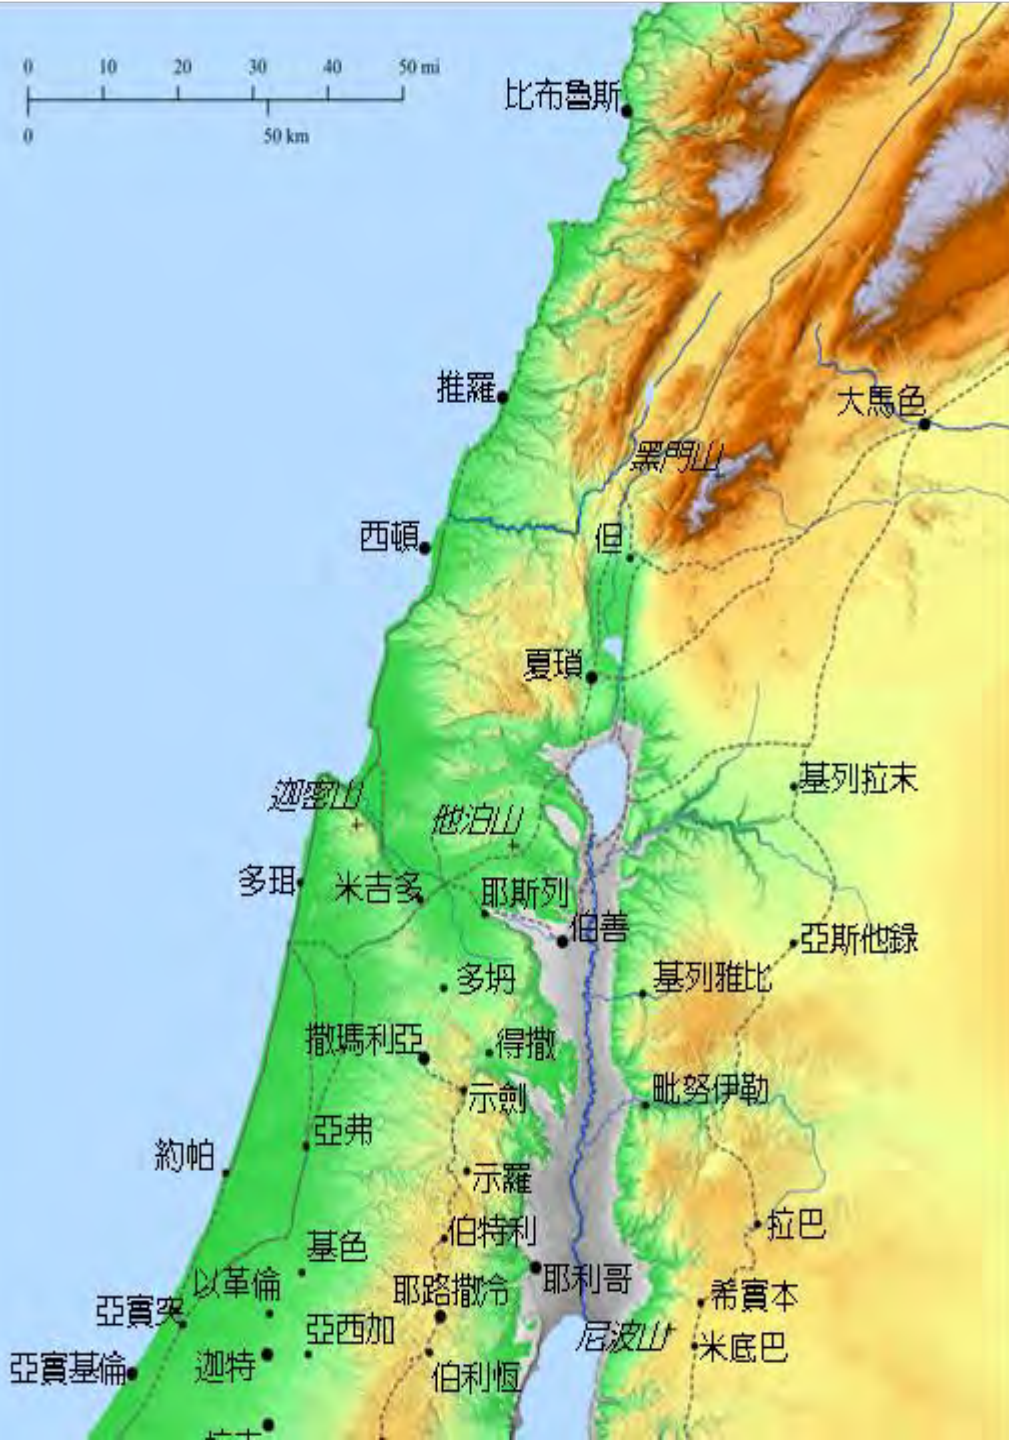 0 10 20 30 40 50 mi
0 50 km
比布魯斯
推羅
大馬色
黑門山
西頓
但
夏瑣
基列拉末
迦密山
他泊山
多珥
米吉多
耶斯列
伯善
亞斯他錄
多坍
基列雅比
撒瑪利亞
得撒
示劍
毗努伊勒
亞弗
約帕
示羅
伯特利
拉巴
基色
以革倫
耶路撒冷
耶利哥
希實本
亞實突
亞西加
尼波山
米底巴
亞實基倫
迦特
伯利恆